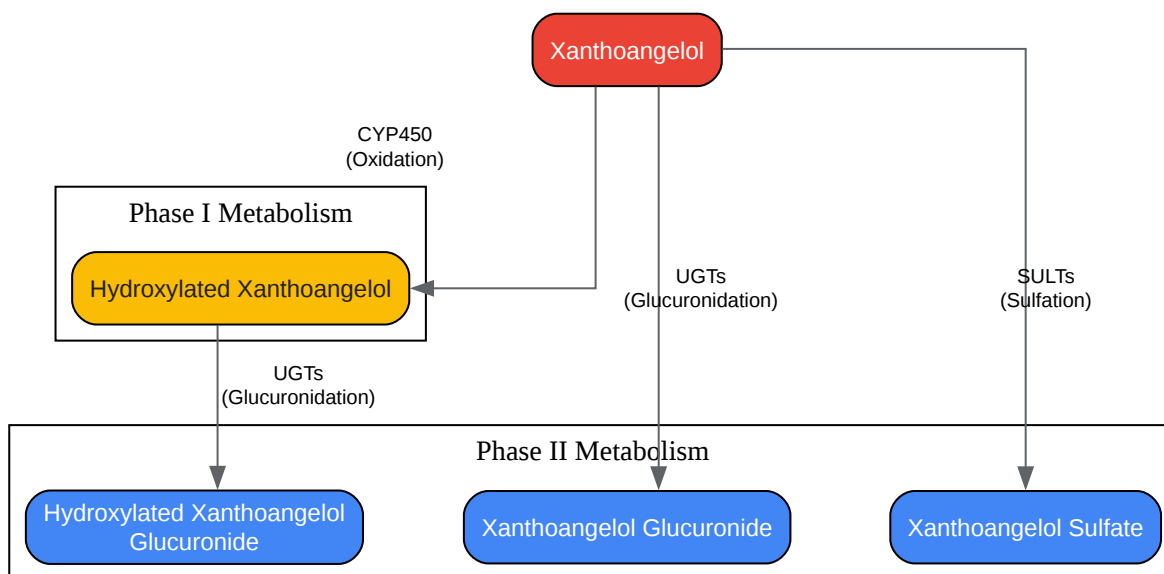 Xanthoangelol
CYP450
(Oxidation)
Phase I Metabolism
Hydroxylated Xanthoangelol
UGTs
(Glucuronidation)
SULTs
(Sulfation)
UGTs
(Glucuronidation)
Phase II Metabolism
Hydroxylated Xanthoangelol
Glucuronide
Xanthoangelol Glucuronide
Xanthoangelol Sulfate